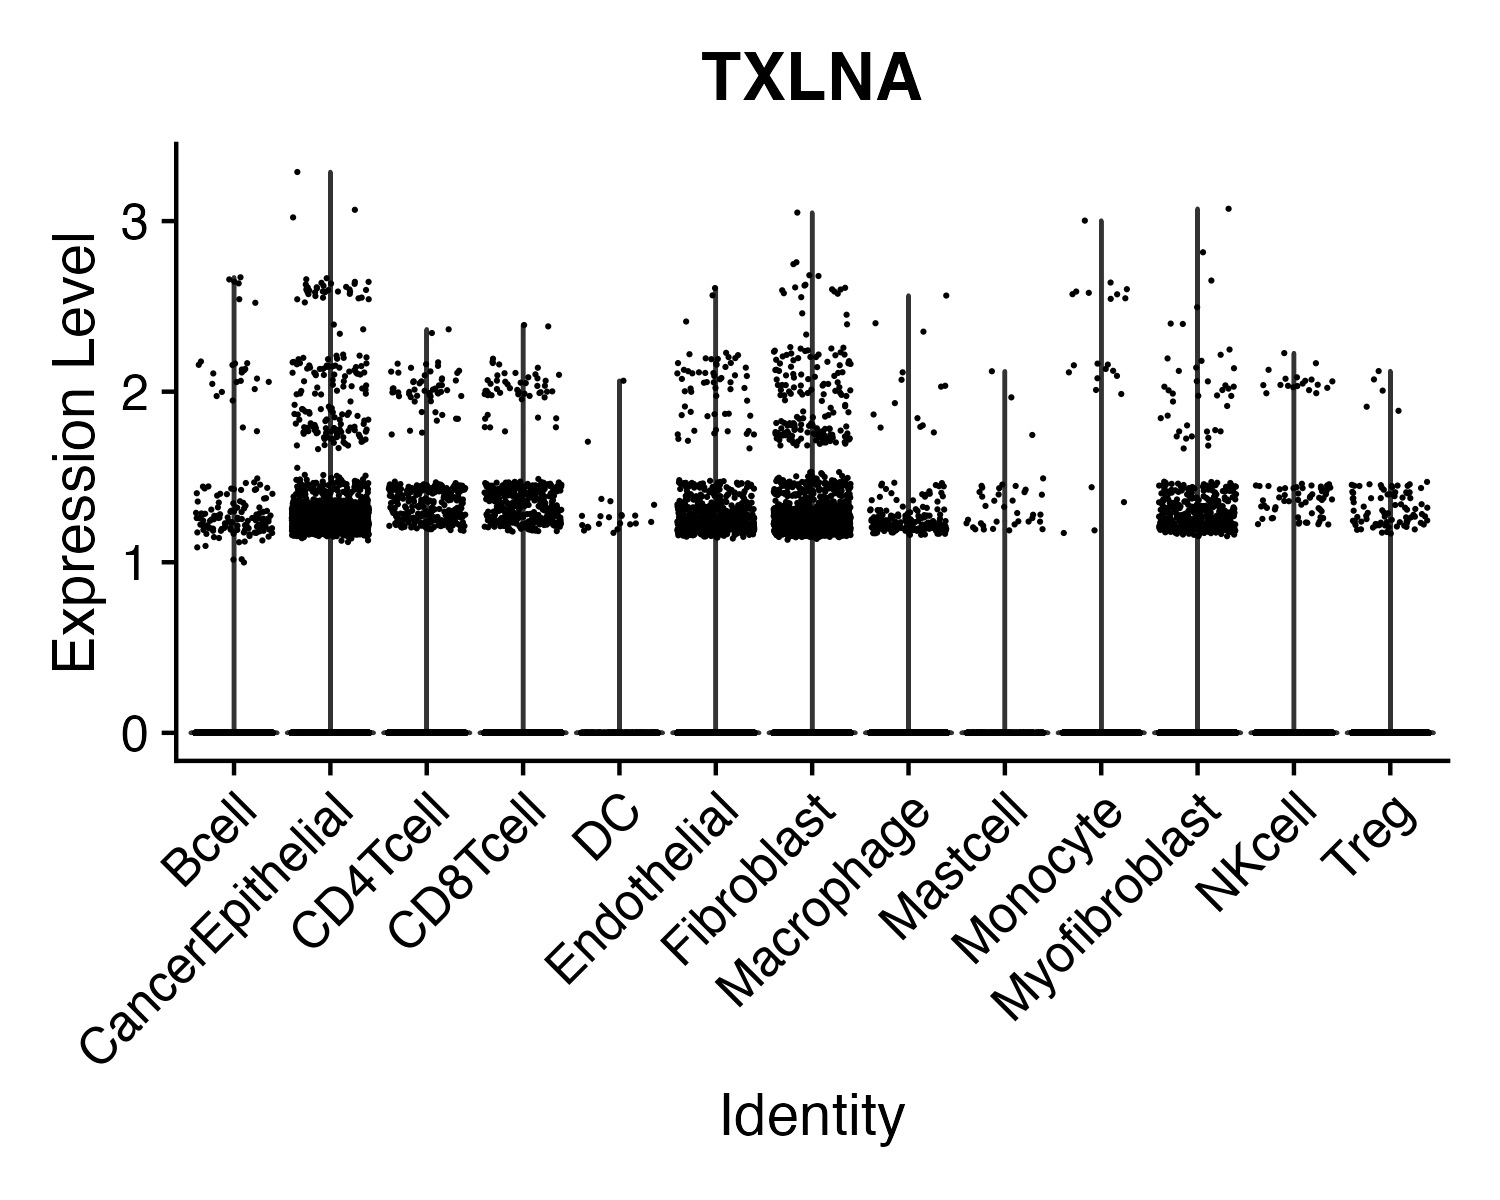 TXLNA
Expression Level
3
2
1
0
Bcell
CancerEpithelial
CD4Tcell
CD8Tcell
DC
Endothelial
Fibroblast
Macrophage
Mastcell
Monocyte
Myofibroblast
NKcell
Treg
Identity